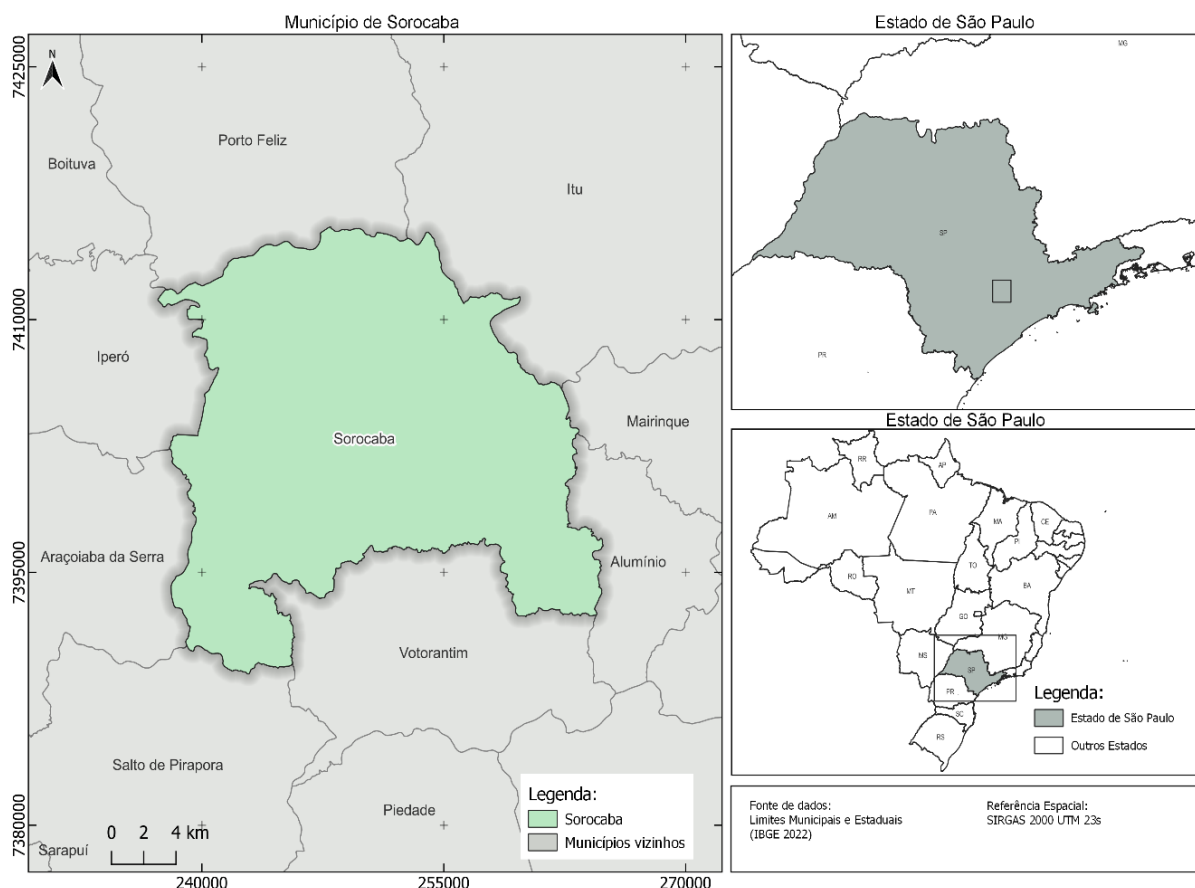 Município de Sorocaba
N
7425000
7410000
7395000
7380000
Porto Feliz
Boituva
Itu
Iperó
Sorocaba
Mairinque
Araçoiaba da Serra
Alumínio
Votorantim
Salto de Pirapora
Piedade
Sarapuí
0 2 4 km
Legenda:
Sorocaba
Municípios vizinhos
240000 255000 270000
Estado de São Paulo
MG
SP
PR
Estado de São Paulo
RR
AP
AM
PA
MA
CE
PI
TO
RO
MT
BA
GO
MG
MS
SP
PR
SC
RS
Legenda:
Estado de São Paulo
Outros Estados
Fonte de dados:
Limites Municipais e Estaduais
(IBGE 2022)
Referência Espacial:
SIRGAS 2000 UTM 23s